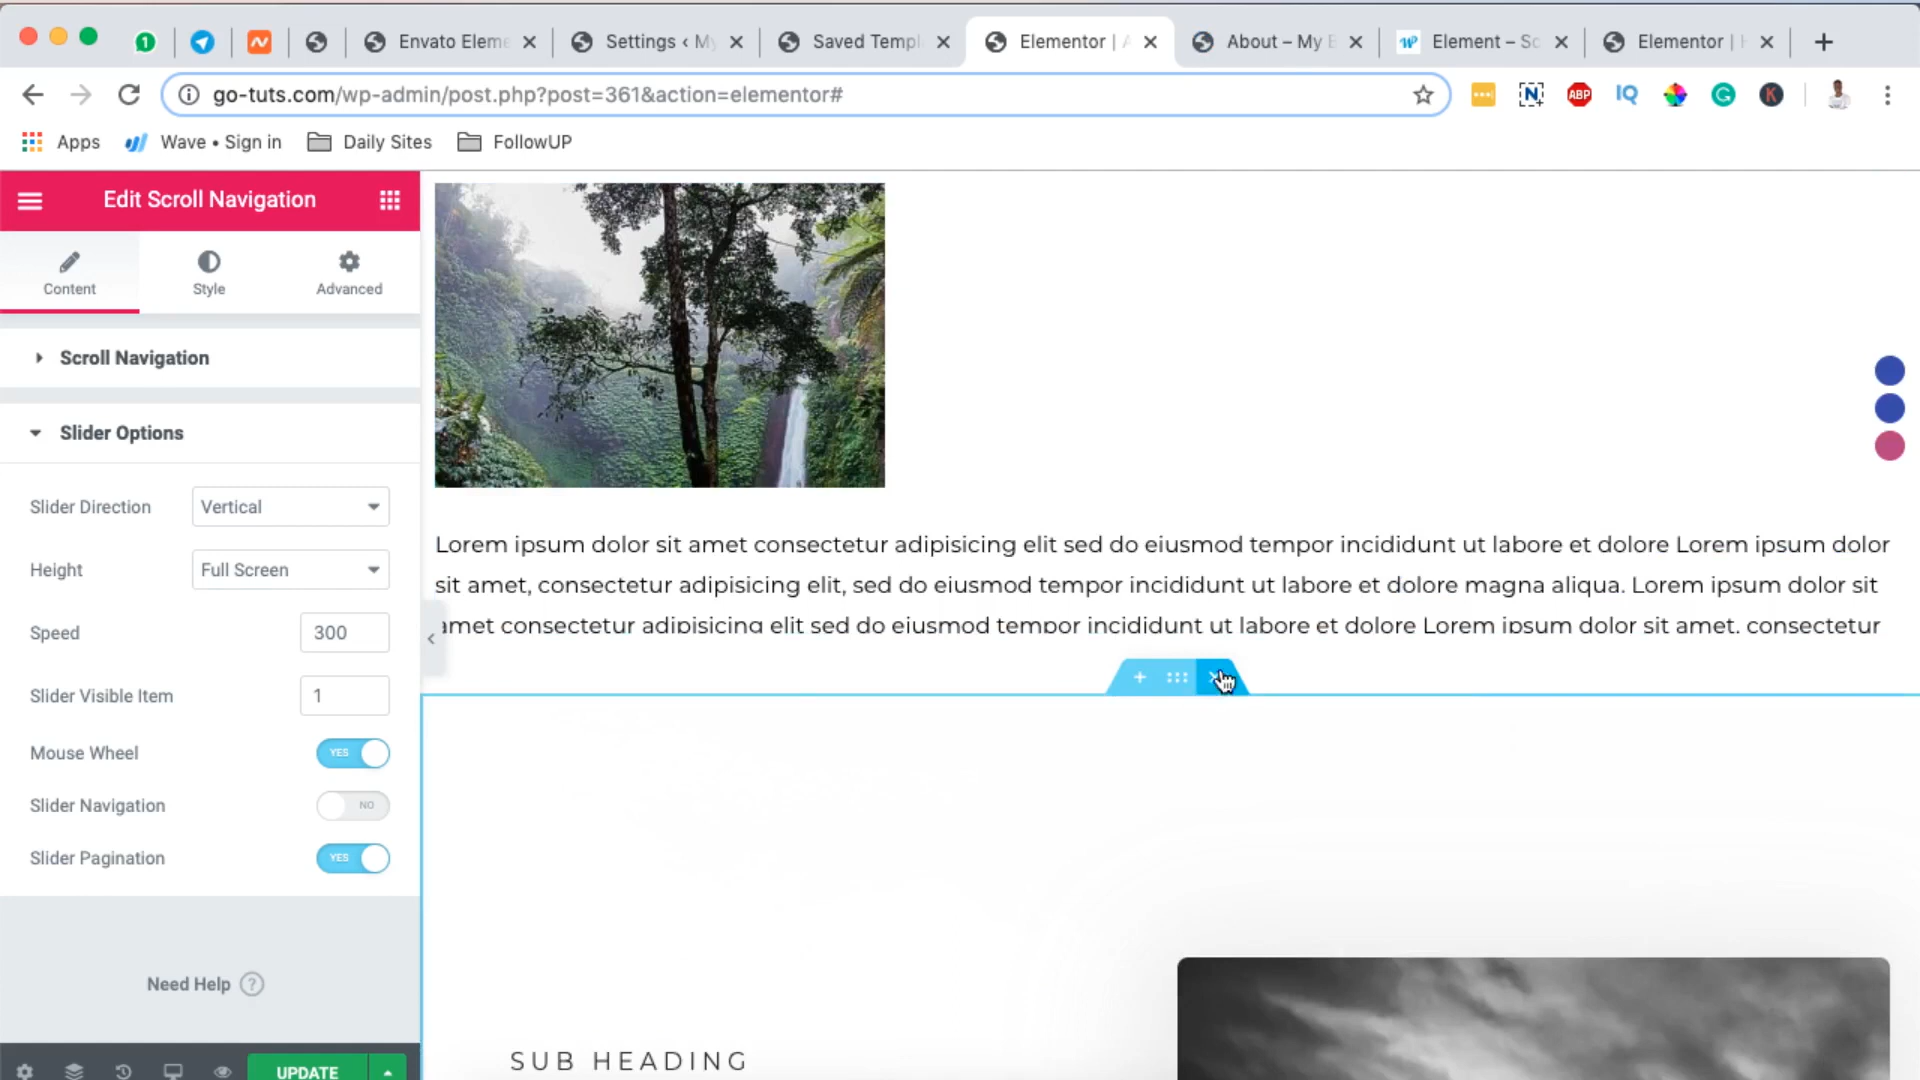 1
Envato Eleme
Settings ‹ My
Saved Templ
Elementor | A
About – My B
Element – Sc
Elementor | H
go-tuts.com/wp-admin/post.php?post=361&action=elementor#
ABP
IQ
Apps
Wave • Sign in
Daily Sites
FollowUP
Edit Scroll Navigation
Content
Style
Advanced
Scroll Navigation
Slider Options
Slider Direction
Vertical
Height
Full Screen
Speed
300
Slider Visible Item
1
Mouse Wheel
YES
Slider Navigation
NO
Slider Pagination
YES
Need Help
UPDATE
Lorem ipsum dolor sit amet consectetur adipisicing elit sed do eiusmod tempor incididunt ut labore et dolore Lorem ipsum dolor
sit amet, consectetur adipisicing elit, sed do eiusmod tempor incididunt ut labore et dolore magna aliqua. Lorem ipsum dolor sit
amet consectetur adipisicing elit sed do eiusmod tempor incididunt ut labore et dolore Lorem ipsum dolor sit amet, consectetur
SUB HEADING